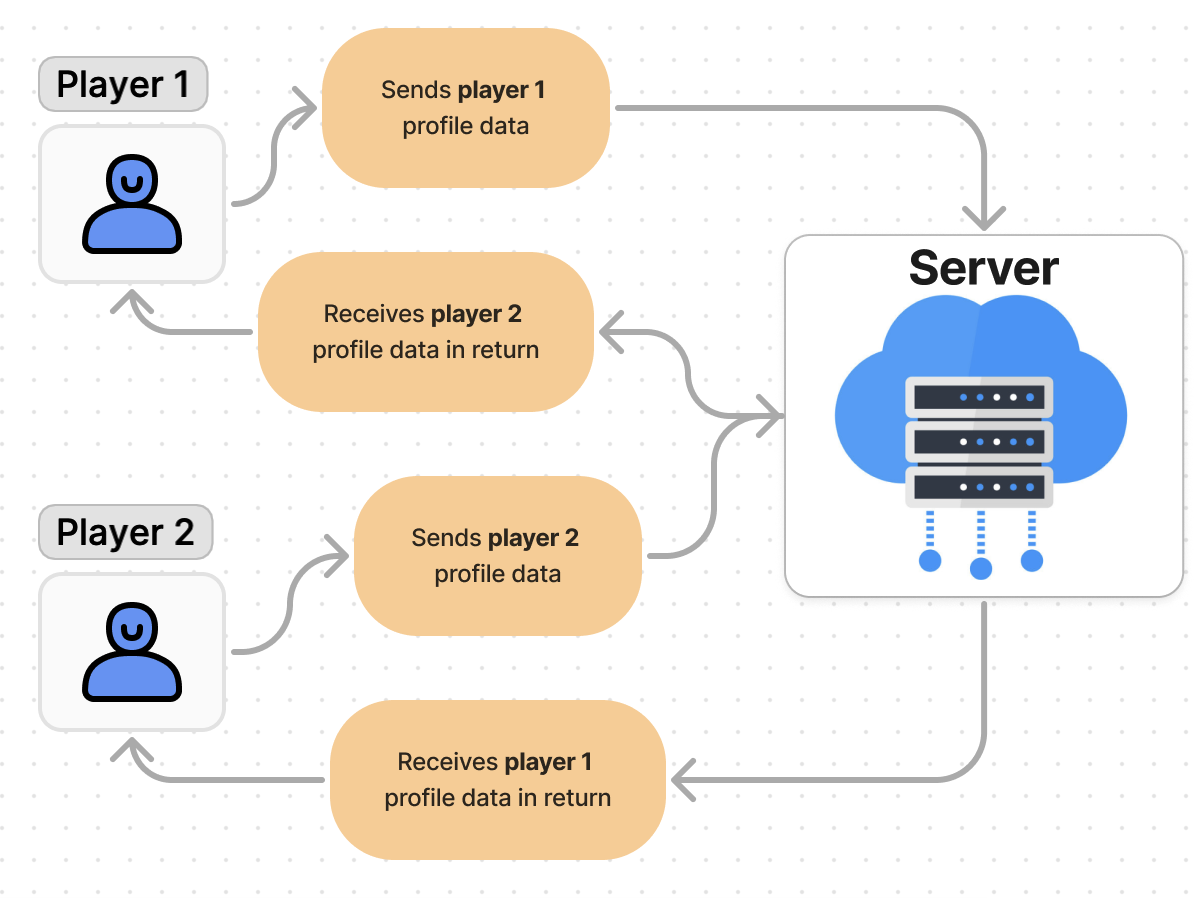 Player 1
Sends player 1
profile data
Server
Receives player 2
profile data in return
Player 2
Sends player 2
profile data
Receives player 1
profile data in return